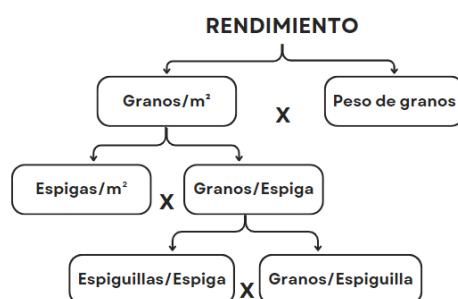 RENDIMIENTO
Granos/m²
X
Peso de granos
Espigas/m²
X
Granos/Espiga
Espiguillas/Espiga
X
Granos/Espiguilla